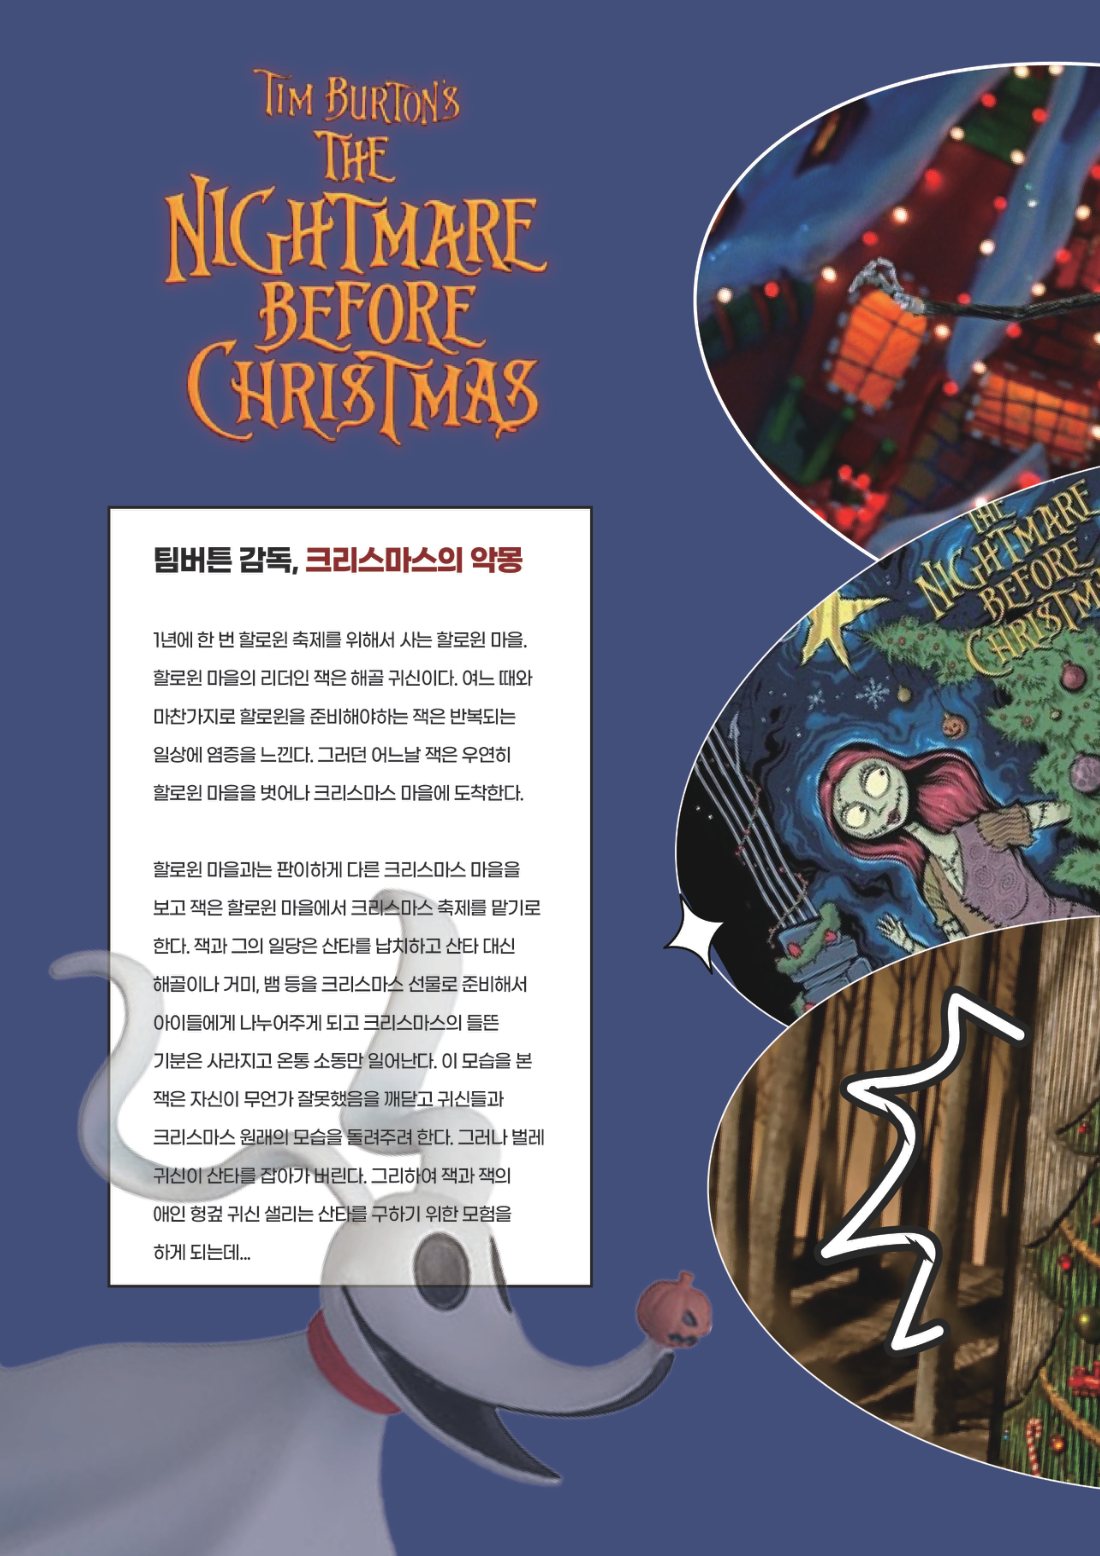 TIM BURTON'S
THE
NIGHTMARE
BEFORE
CHRISTMAS
팀버튼 감독, 크리스마스의 악몽
1년에 한 번 할로윈 축제를 위해서 사는 할로윈 마을.
할로윈 마을의 리더인 잭은 해골 귀신이다. 여느 때와
마찬가지로 할로윈을 준비해야하는 잭은 반복되는
일상에 염증을 느낀다. 그러던 어느날 잭은 우연히
할로윈 마을을 벗어나 크리스마스 마을에 도착한다.
할로윈 마을과는 판이하게 다른 크리스마스 마을을
보고 잭은 할로윈 마을에서 크리스마스 축제를 맡기로
한다. 잭과 그의 일당은 산타를 납치하고 산타 대신
해골이나 거미, 뱀 등을 크리스마스 선물로 준비해서
아이들에게 나누어주게 되고 크리스마스의 들뜬
기분은 사라지고 온통 소동만 일어난다. 이 모습을 본
잭은 자신이 무언가 잘못했음을 깨닫고 귀신들과
크리스마스 원래의 모습을 돌려주려 한다. 그러나 벌레
귀신이 산타를 잡아가 버린다. 그리하여 잭과 잭의
애인 헝겊 귀신 샐리는 산타를 구하기 위한 모험을
하게 되는데...
THE
NIGHTMARE
BEFORE
CHRISTM